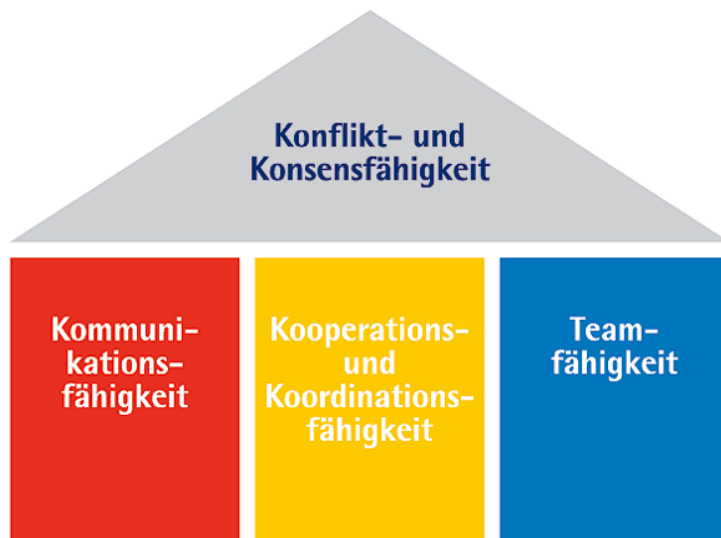 Konflikt- und
Konsensfähigkeit
Kommuni-
kations-
fähigkeit
Kooperations-
und
Koordinations-
fähigkeit
Team-
fähigkeit